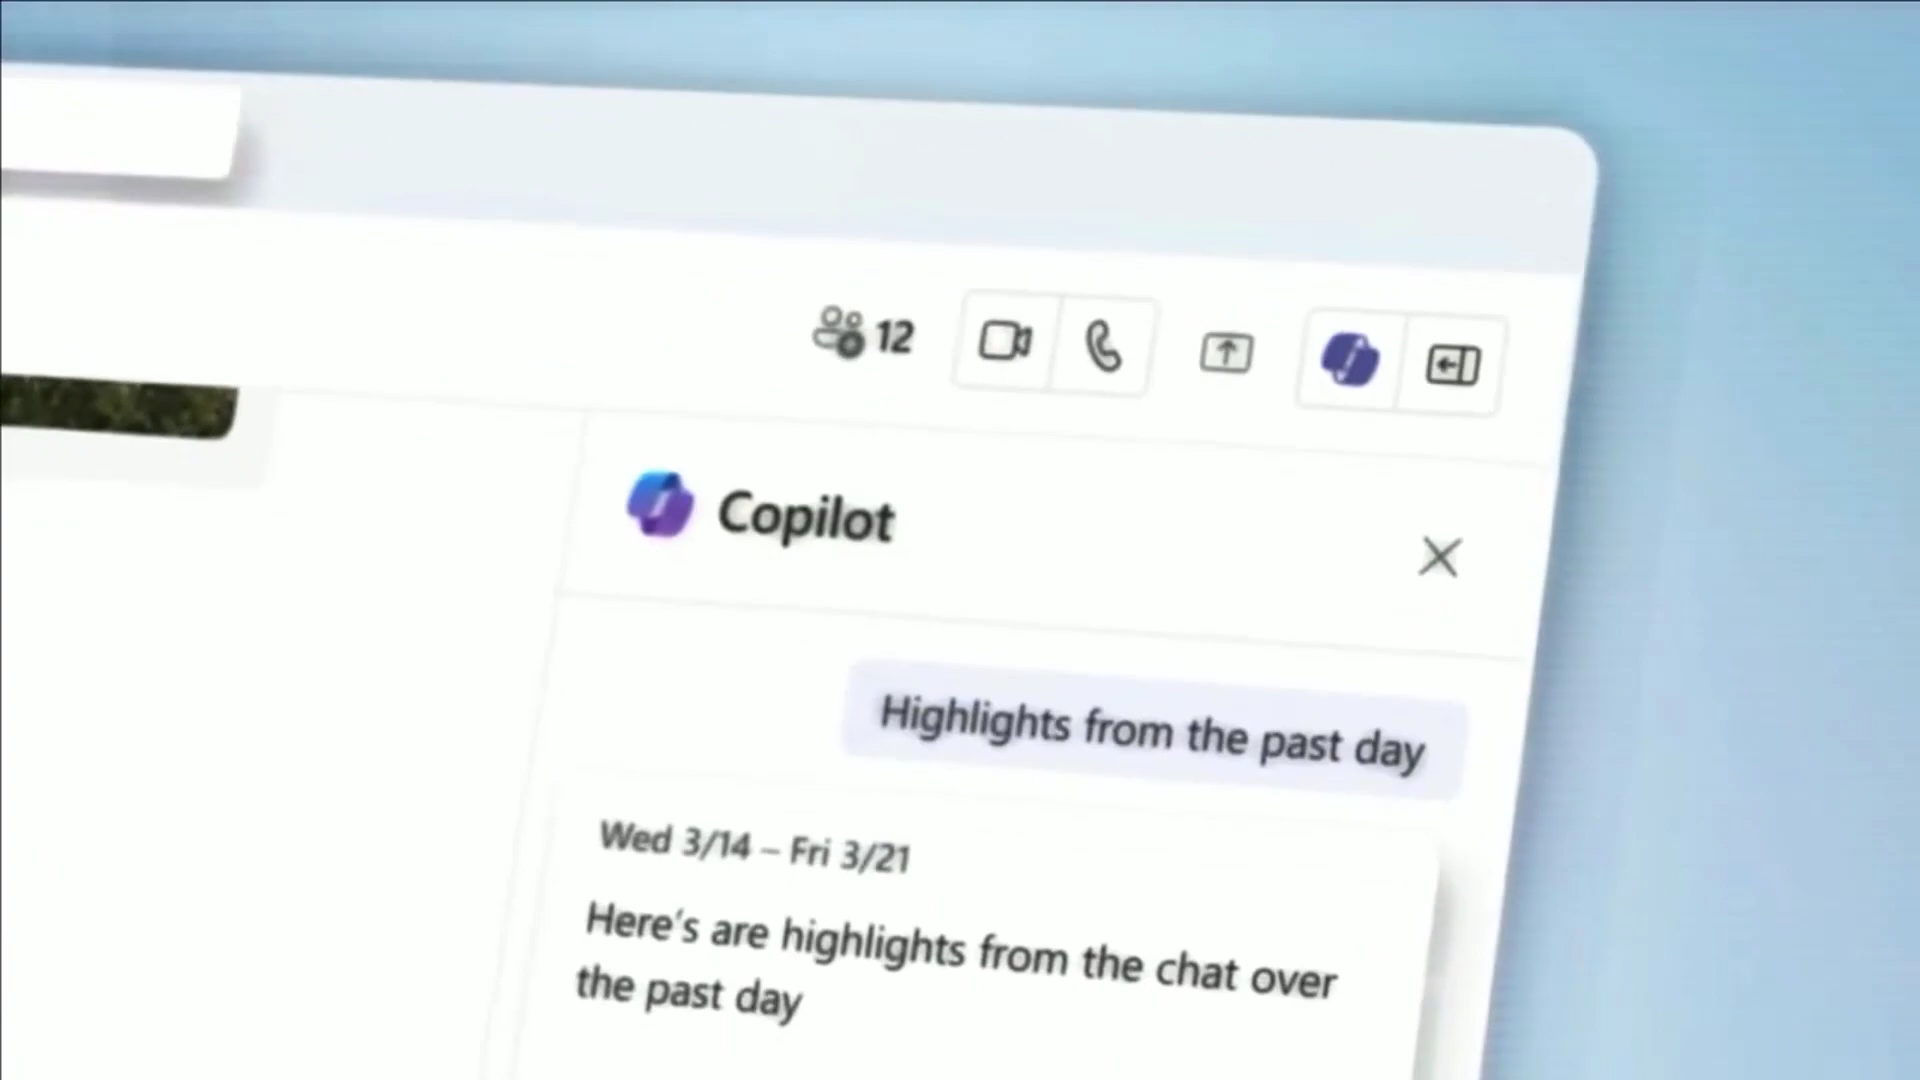 12
Copilot
Highlights from the past day
Wed 3/14 – Fri 3/21
Here's are highlights from the chat over
the past day